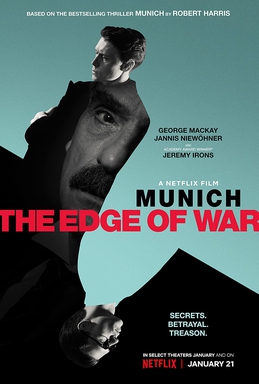 BASED ON THE BESTSELLING THRILLER MUNICH BY ROBERT HARRIS
GEORGE MACKAY
JANNIS NIEWÖHNER
WITH
ACADEMY AWARD WINNER
JEREMY IRONS
A NETFLIX FILM
MUNICH
THE EDGE OF WAR
SECRETS.
BETRAYAL.
TREASON.
IN SELECT THEATERS JANUARY AND ON
NETFLIX | JANUARY 21